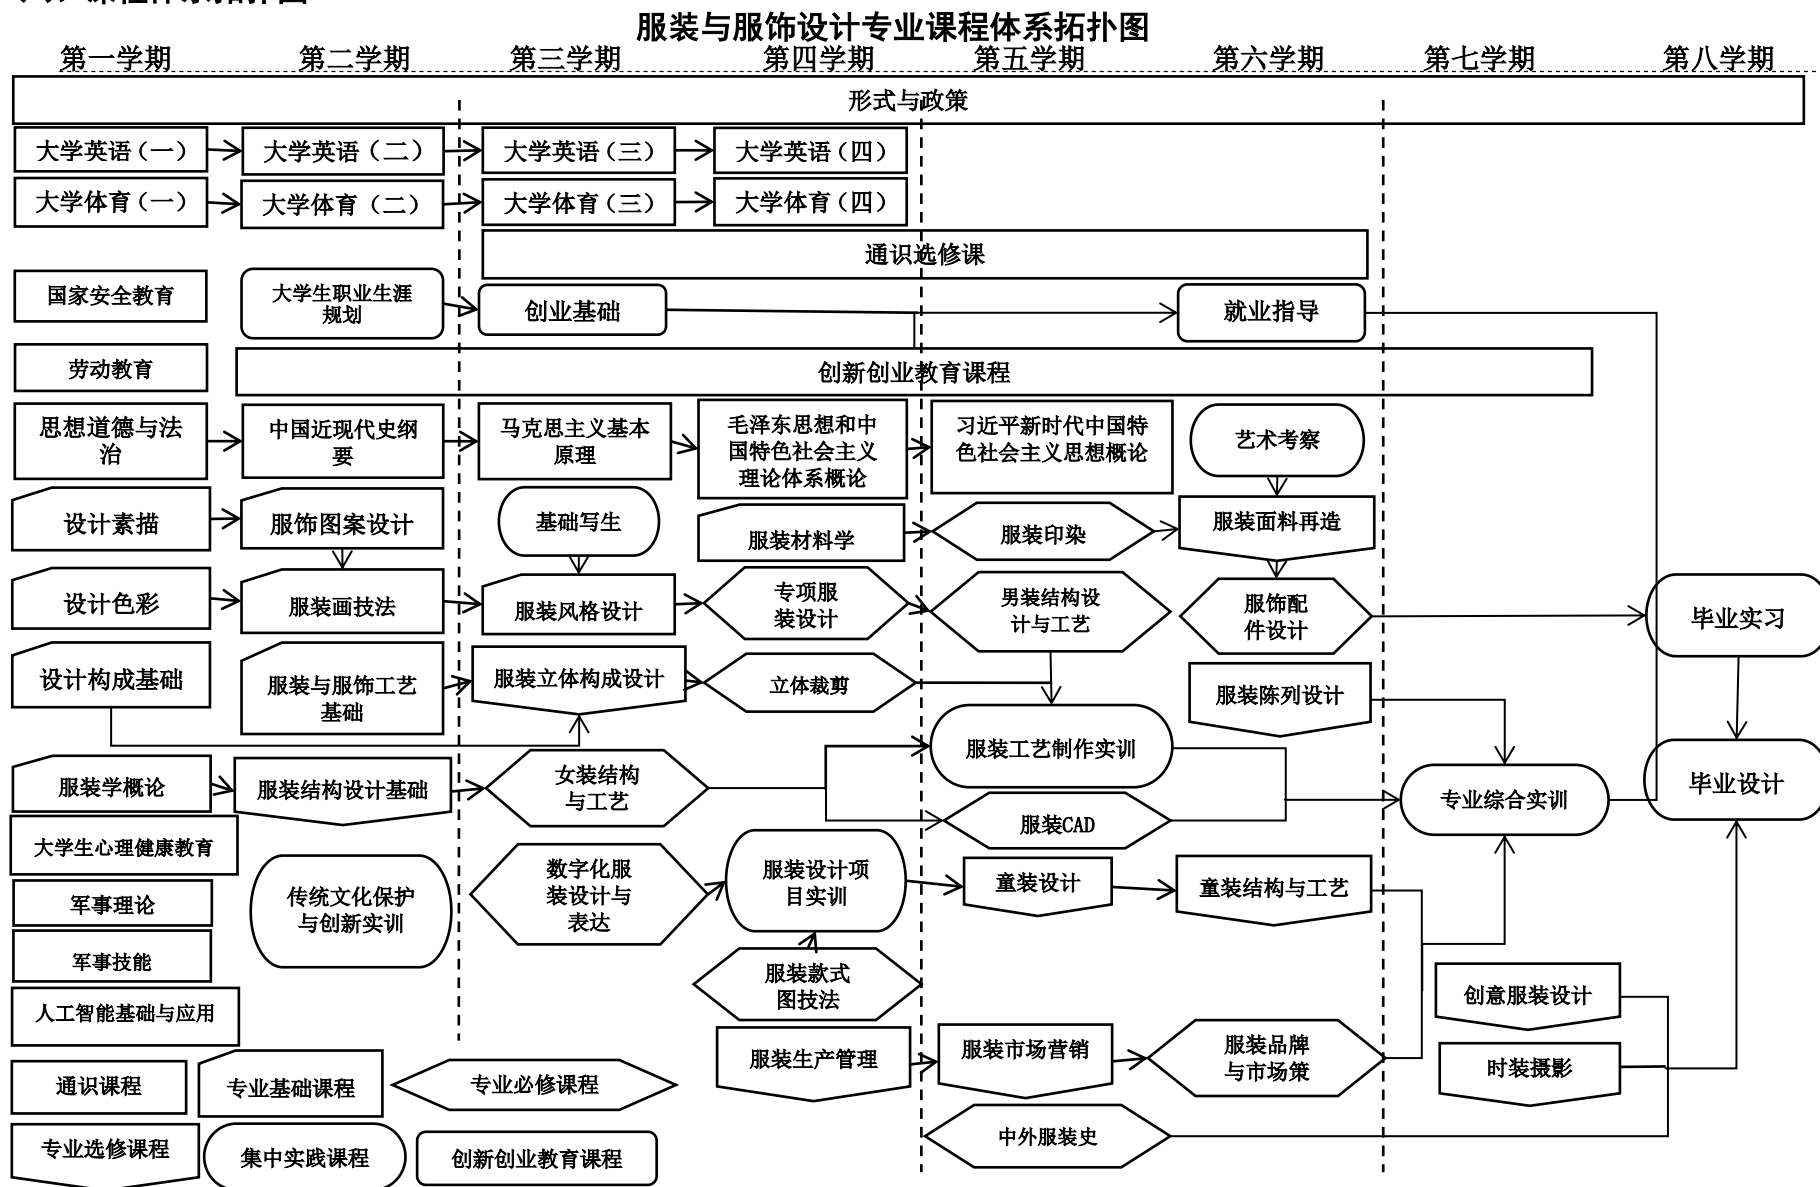 服装与服饰设计专业课程体系拓扑图
第一学期
第二学期
第三学期
第四学期
第五学期
第六学期
第七学期
第八学期
形式与政策
大学英语（一）
大学英语（二）
大学英语（三）
大学英语（四）
大学体育（一）
大学体育（二）
大学体育（三）
大学体育（四）
通识选修课
国家安全教育
大学生职业生涯
规划
创业基础
就业指导
劳动教育
创新创业教育课程
思想道德与法
治
中国近现代史纲
要
马克思主义基本
原理
毛泽东思想和中
国特色社会主义
理论体系概论
习近平新时代中国特
色社会主义思想概论
艺术考察
设计素描
服饰图案设计
基础写生
服装材料学
服装印染
服装面料再造
设计色彩
服装画技法
服装风格设计
专项服
装设计
男装结构设
计与工艺
服饰配
件设计
毕业实习
设计构成基础
服装与服饰工艺
基础
服装立体构成设计
立体裁剪
服装陈列设计
服装工艺制作实训
服装学概论
服装结构设计基础
女装结构
与工艺
服装CAD
专业综合实训
毕业设计
大学生心理健康教育
传统文化保护
与创新实训
数字化服
装设计与
表达
服装设计项
目实训
童装设计
童装结构与工艺
军事理论
军事技能
服装款式
图技法
创意服装设计
人工智能基础与应用
服装生产管理
服装市场营销
服装品牌
与市场策
时装摄影
中外服装史
通识课程
专业基础课程
专业必修课程
专业选修课程
集中实践课程
创新创业教育课程